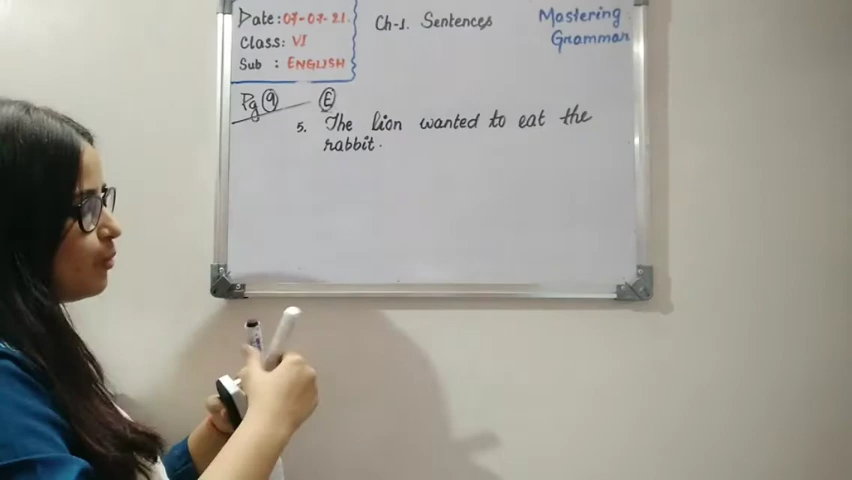 Date: 07-07-21.
Class: VI
Sub : ENGLISH
Ch-1. Sentences
Mastering
Grammar
Pg 9
E
5. The lion wanted to eat the
rabbit.